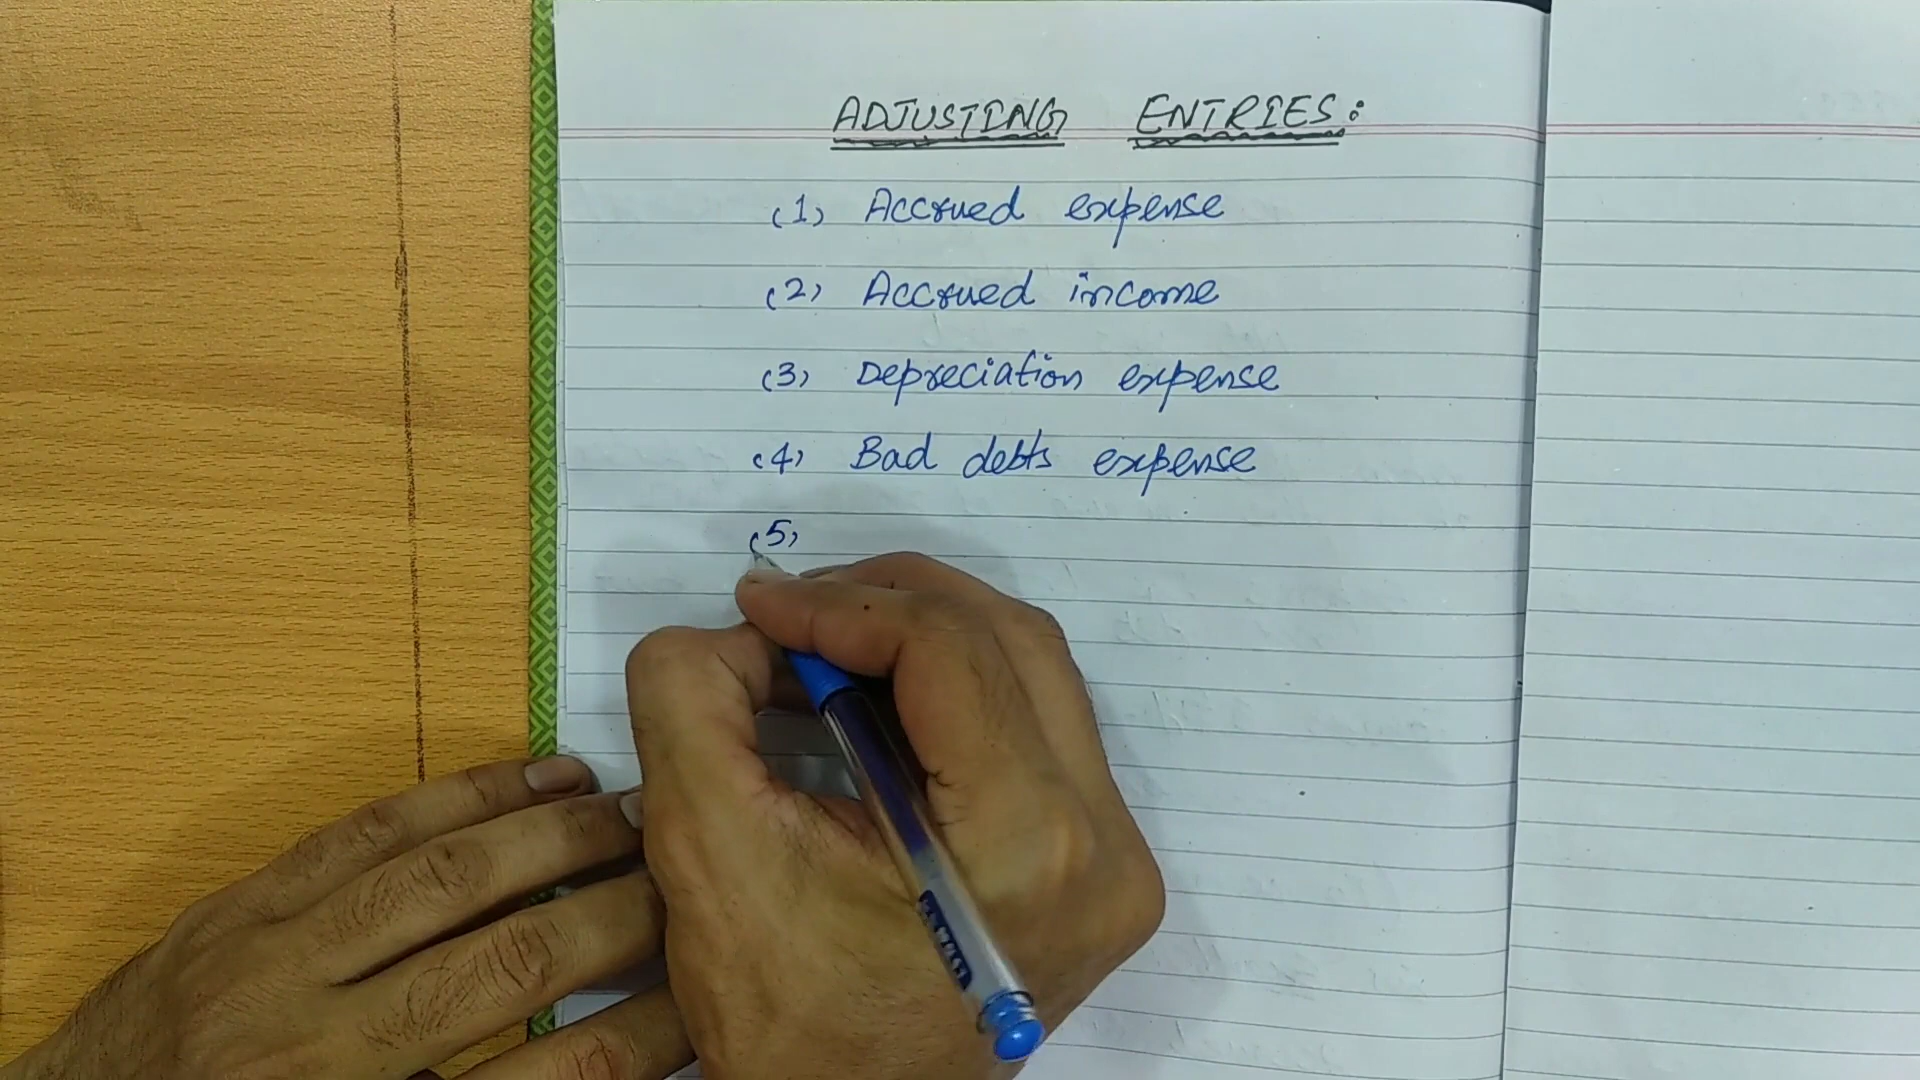 ADJUSTING ENTRIES:
(1) Accrued expense
(2) Accrued income
(3) Depreciation expense
(4) Bad debts expense
(5)